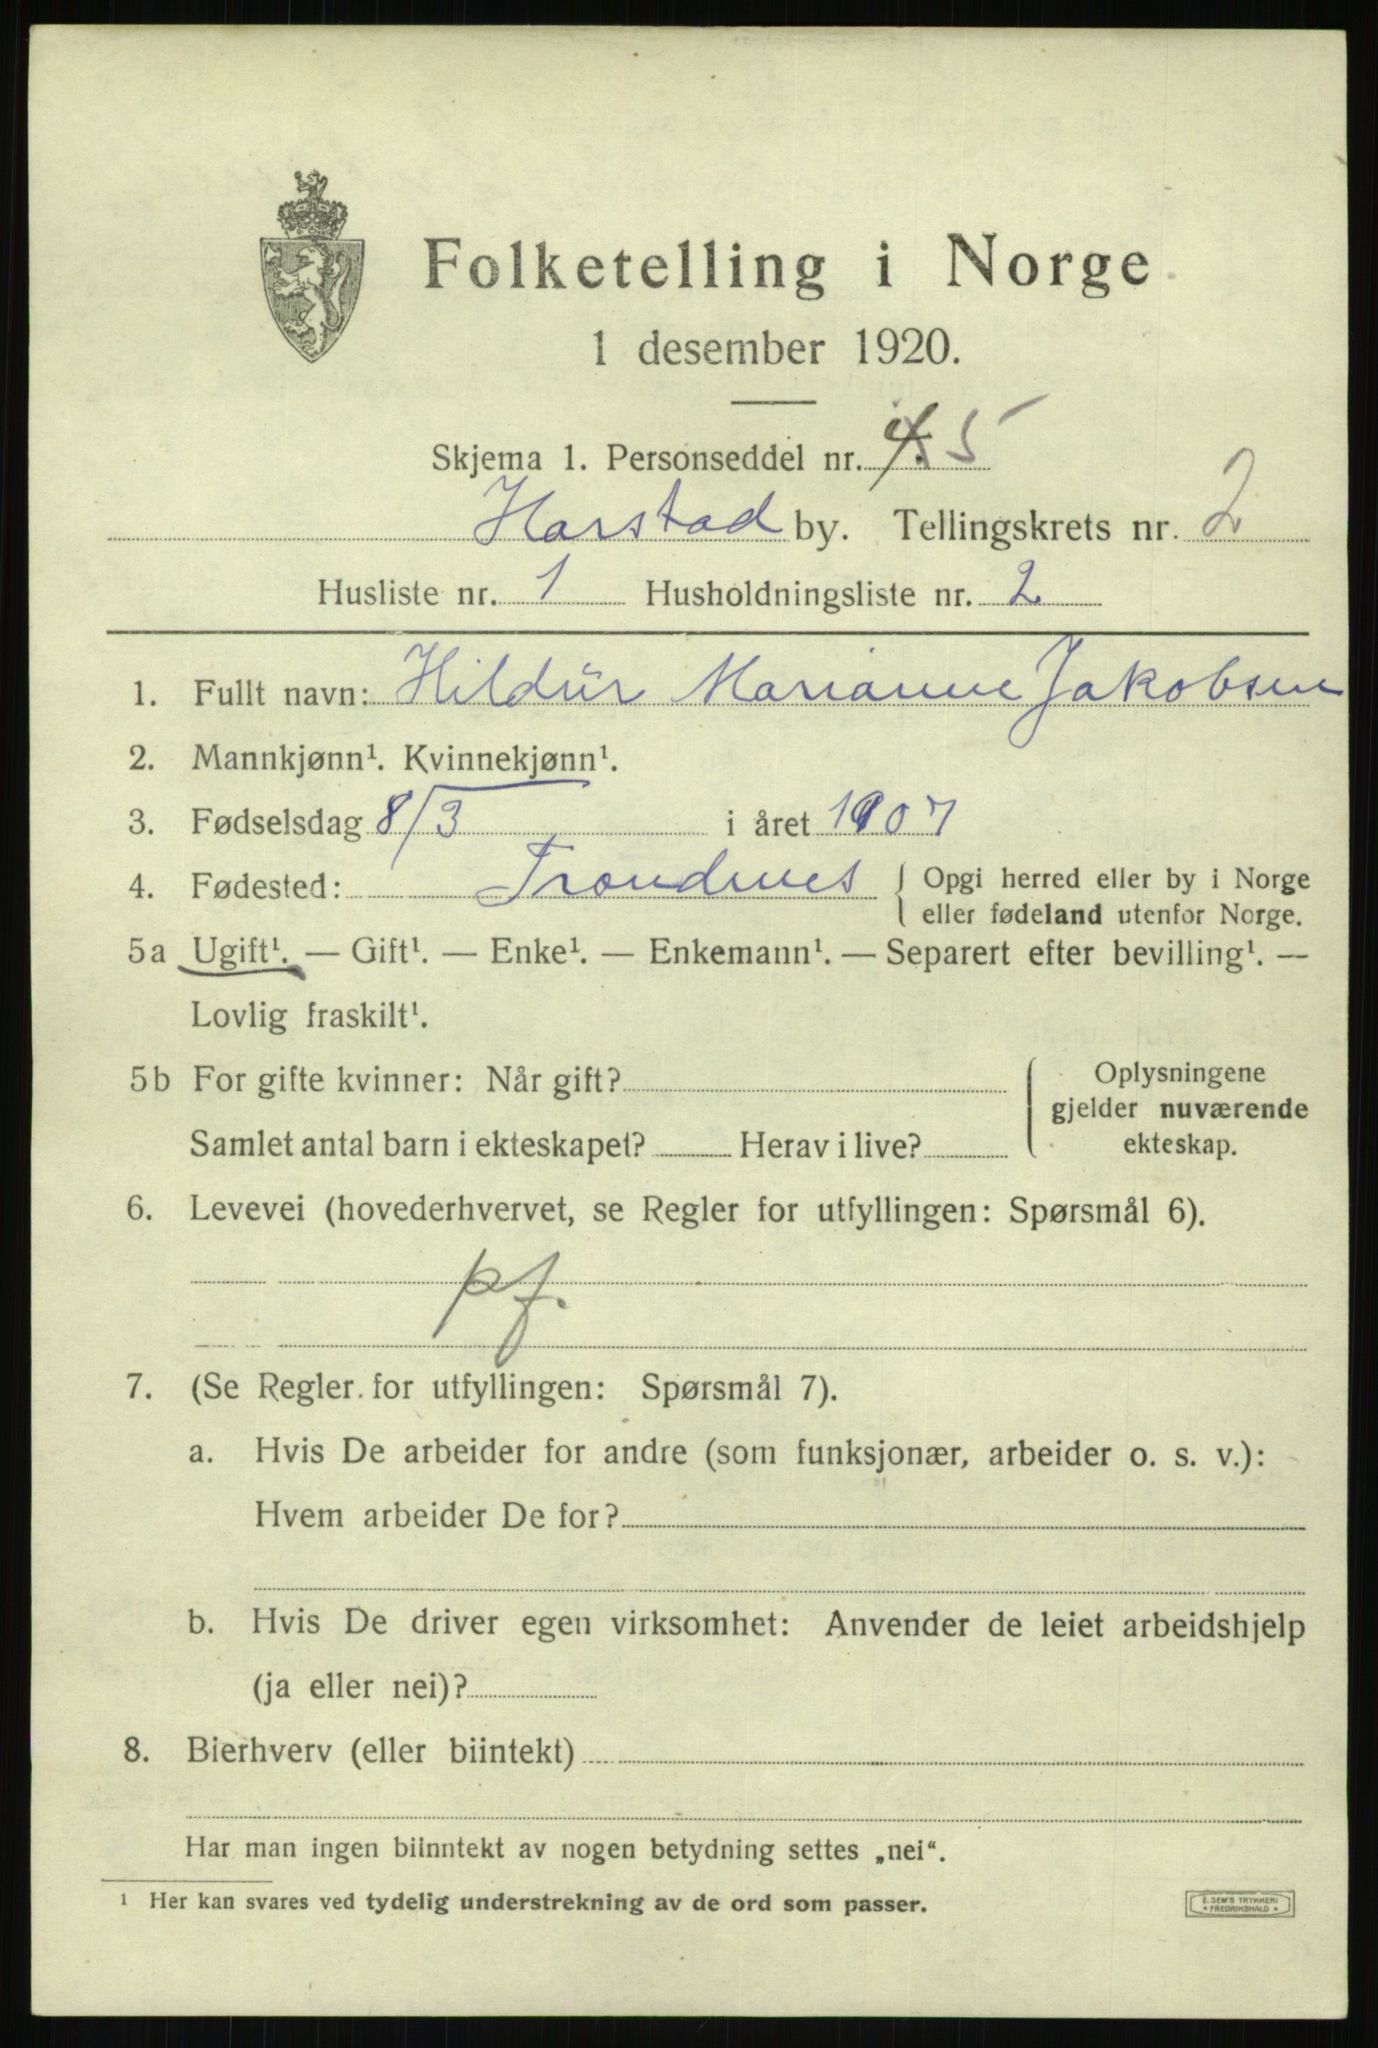 Folketelling i Norge
1 desember 1920.
Skjema 1. Personseddel nr. 5
Harstad by. Tellingskrets nr. 2
Husliste nr. 1 Husholdningsliste nr. 2
1. Fullt navn: Hildur Marianne Jakobsen
2. Mannkjønn¹. Kvinnekjønn¹.
3. Fødselsdag 8/3 i året 1907
4. Fødested: Trondenes { Opgi herred eller by i Norge
eller fødeland utenfor Norge.
5a Ugift¹. — Gift¹. — Enke¹. — Enkemann¹. — Separert efter bevilling¹. —
Lovlig fraskilt¹.
5b For gifte kvinner: Når gift?
Samlet antal barn i ekteskapet? Herav i live?
Oplysningene
gjelder nuværende
ekteskap.
6. Levevei (hovederhvervet, se Regler for utfyllingen: Spørsmål 6).
pf.
7. (Se Regler for utfyllingen: Spørsmål 7).
a. Hvis De arbeider for andre (som funksjonær, arbeider o. s. v.):
Hvem arbeider De for?
b. Hvis De driver egen virksomhet: Anvender de leiet arbeidshjelp
(ja eller nei)?
8. Bierhverv (eller biintekt)
Har man ingen biinntekt av nogen betydning settes „nei“.
¹ Her kan svares ved tydelig understrekning av de ord som passer.
E. SEM'S TRYKKERI
* FREDRIKSHALD *